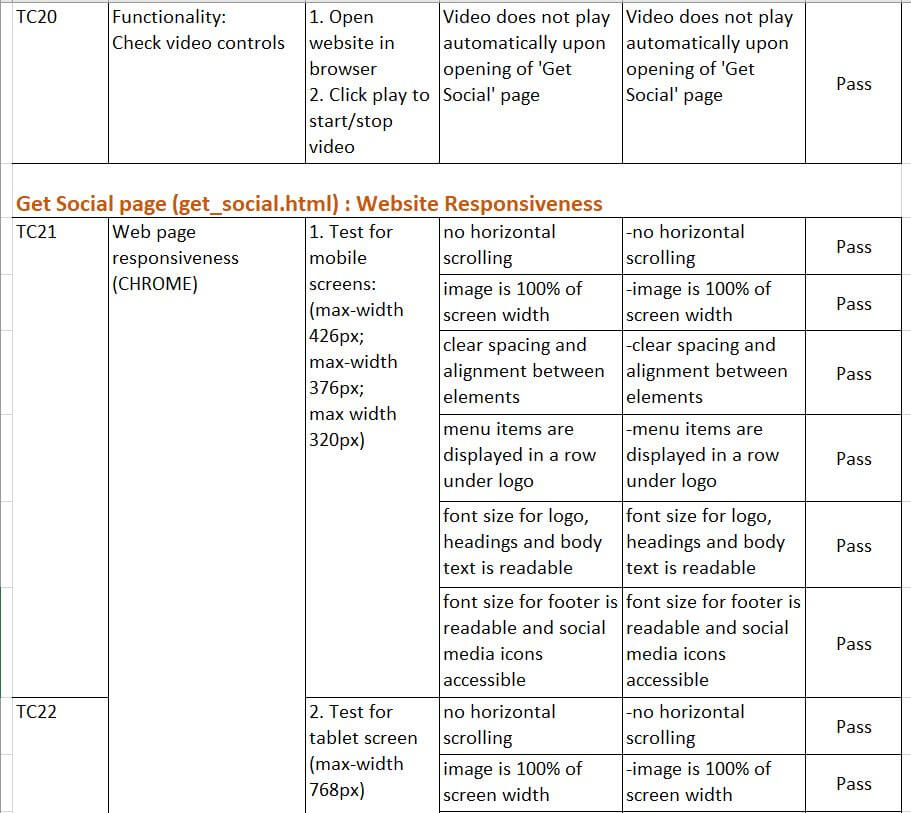 TC20
Functionality:
Check video controls
1. Open
website in
browser
2. Click play to
start/stop
video
Video does not play
automatically upon
opening of 'Get
Social' page
Video does not play
automatically upon
opening of 'Get
Social' page
Pass
Get Social page (get_social.html) : Website Responsiveness
TC21
Web page
responsiveness
(CHROME)
1. Test for
mobile
screens:
(max-width
426px;
max-width
376px;
max width
320px)
no horizontal
scrolling
-no horizontal
scrolling
Pass
image is 100% of
screen width
-image is 100% of
screen width
Pass
clear spacing and
alignment between
elements
-clear spacing and
alignment between
elements
Pass
menu items are
displayed in a row
under logo
-menu items are
displayed in a row
under logo
Pass
font size for logo,
headings and body
text is readable
font size for logo,
headings and body
text is readable
Pass
font size for footer is
readable and social
media icons
accessible
font size for footer is
readable and social
media icons
accessible
Pass
TC22
2. Test for
tablet screen
(max-width
768px)
no horizontal
scrolling
-no horizontal
scrolling
Pass
image is 100% of
screen width
-image is 100% of
screen width
Pass